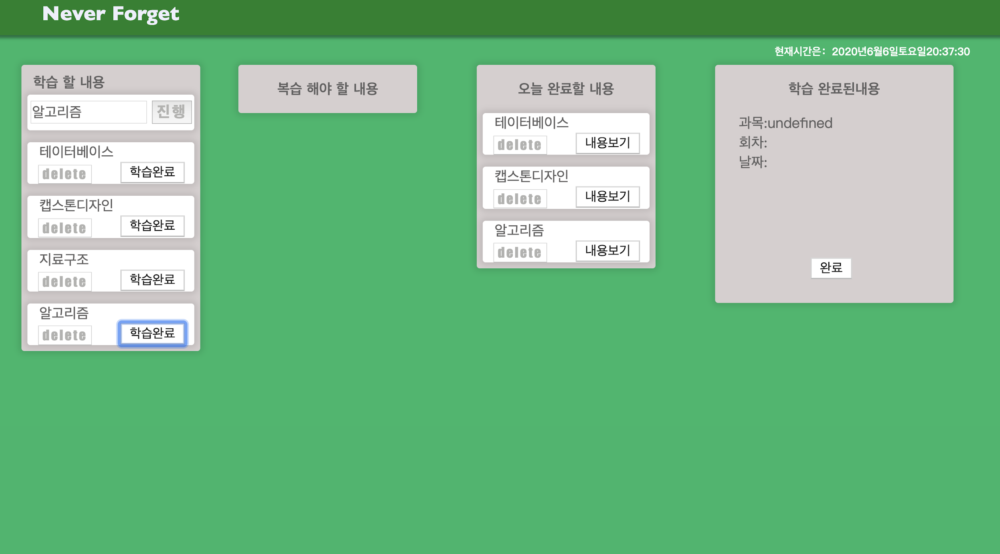 Never Forget
현재시간은: 2020년6월6일토요일20:37:30
학습 할 내용
알고리즘 진행
테이터베이스
delete 학습완료
캡스톤디자인
delete 학습완료
지료구조
delete 학습완료
알고리즘
delete 학습완료
복습 해야 할 내용
오늘 완료할 내용
테이터베이스
delete 내용보기
캡스톤디자인
delete 내용보기
알고리즘
delete 내용보기
학습 완료된내용
과목:undefined
회차:
날짜:
완료